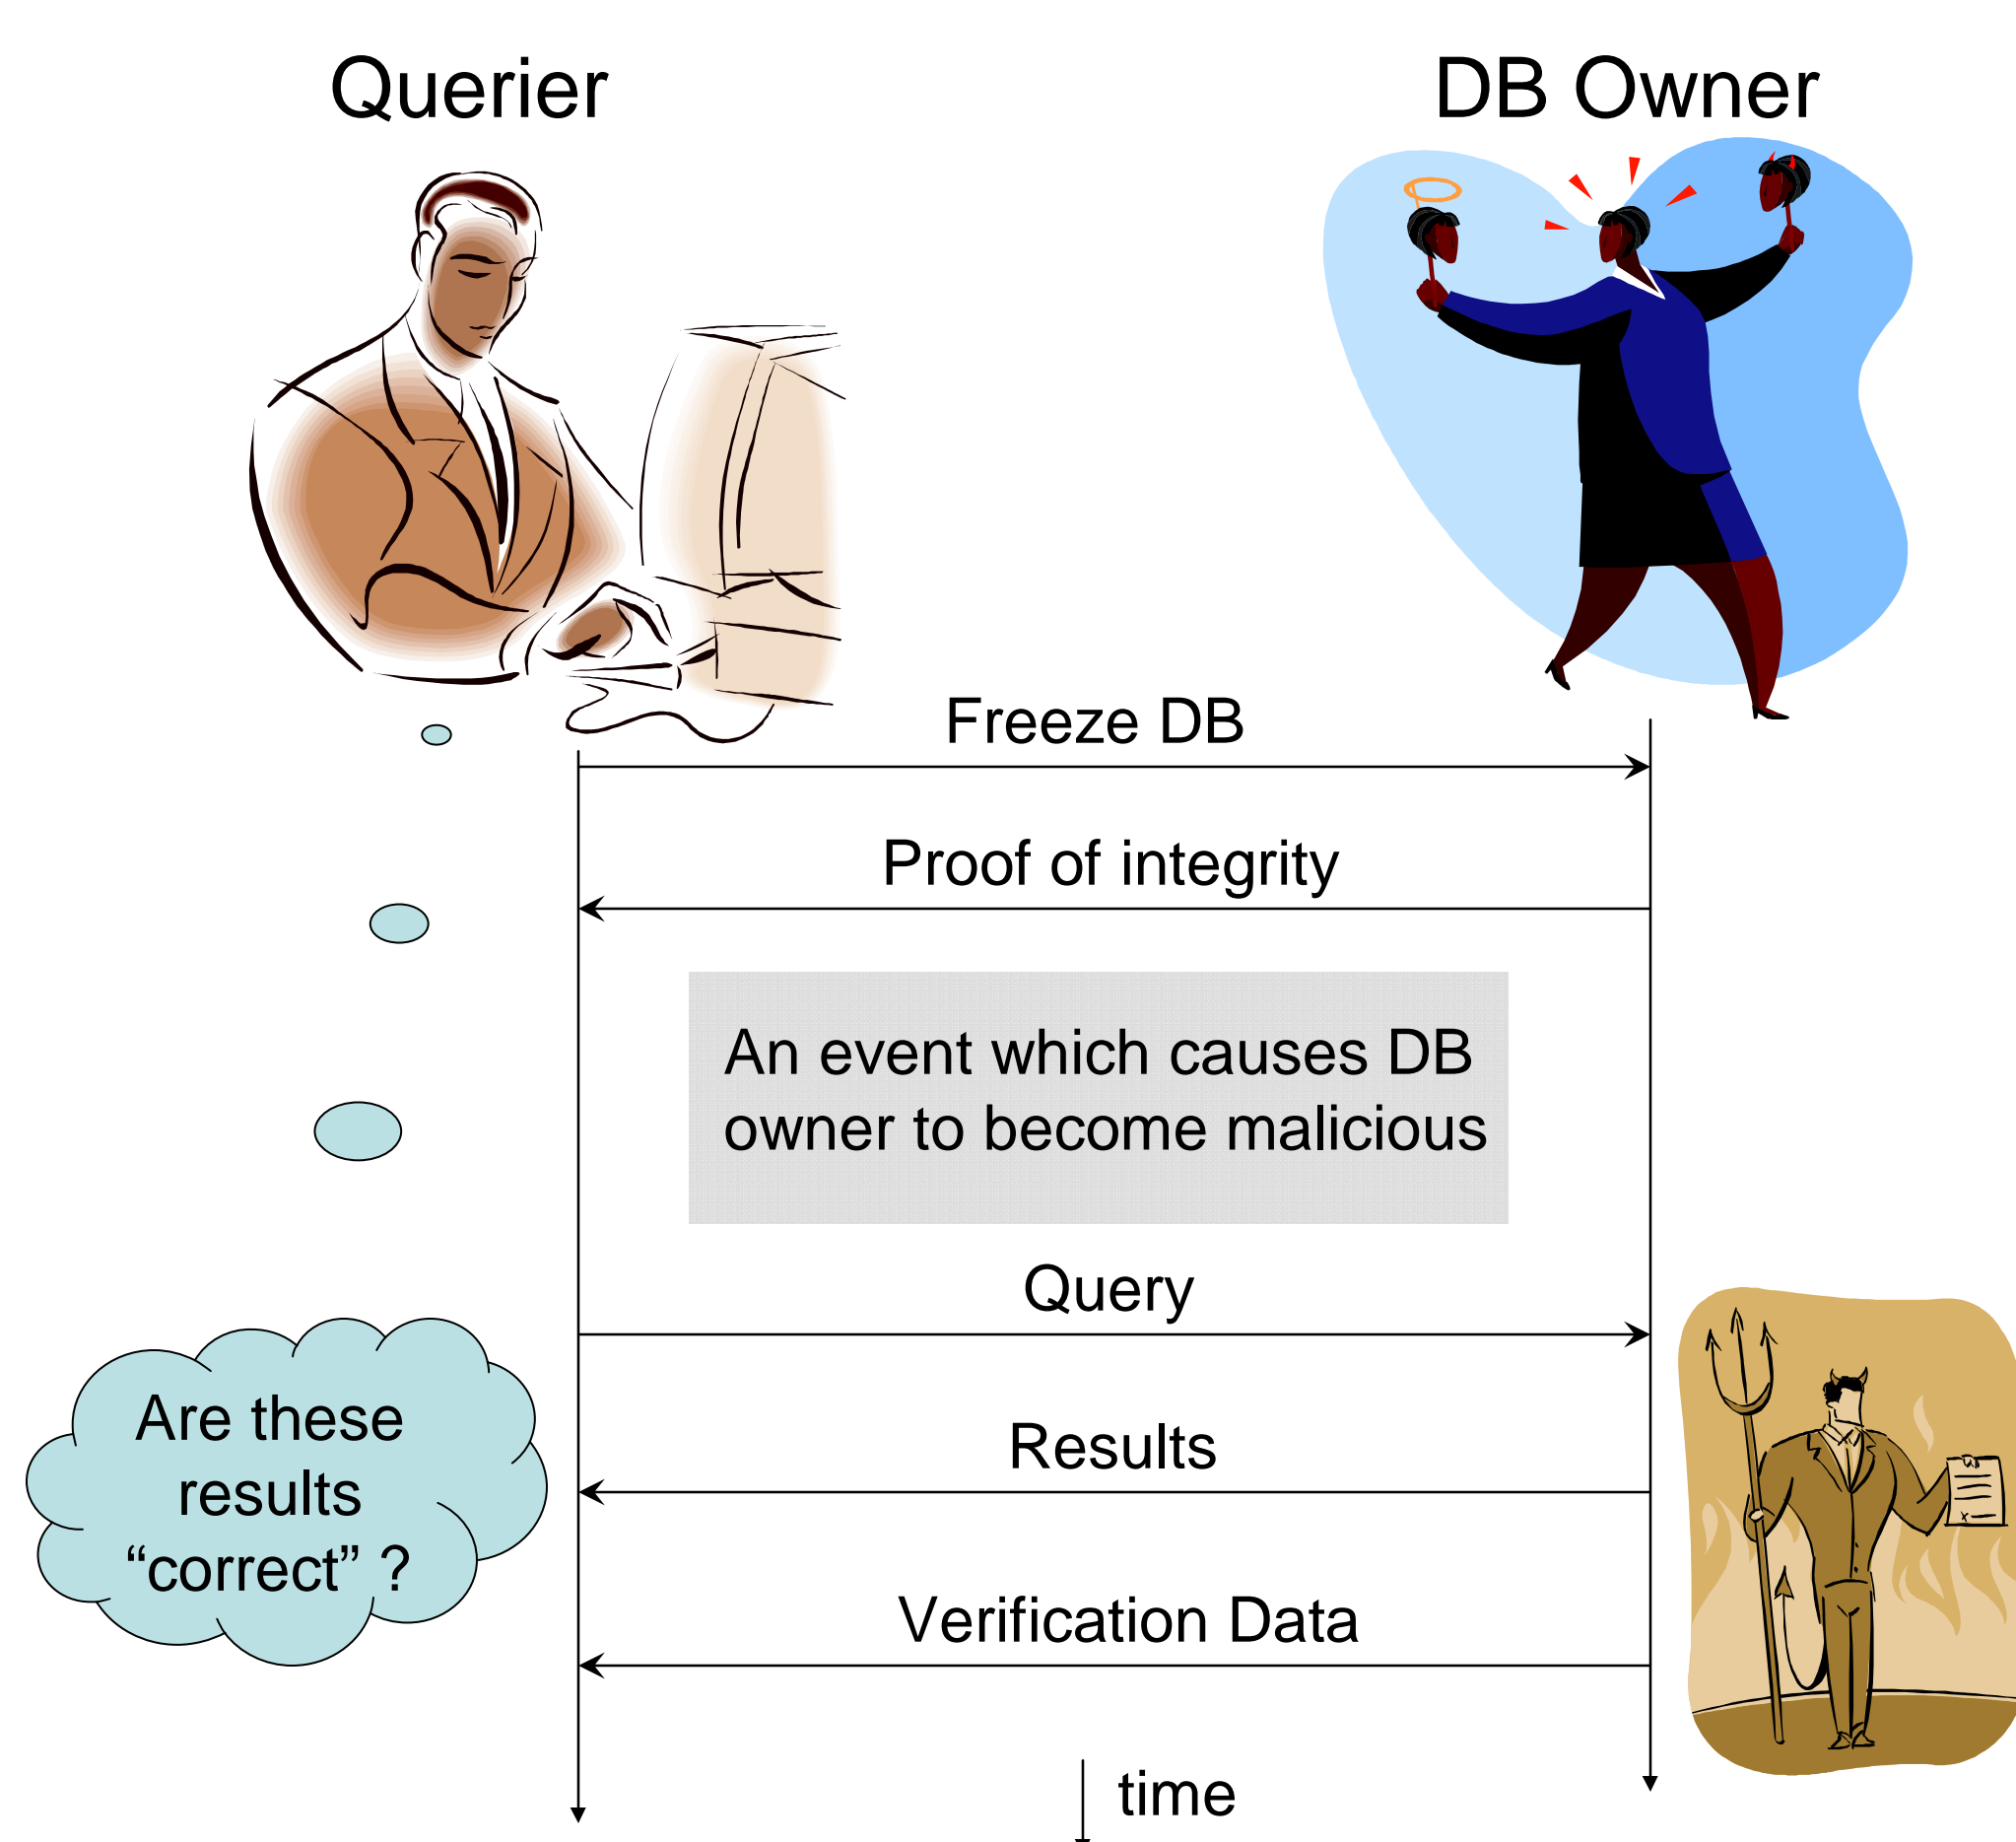 Querier
DB Owner
Freeze DB
Proof of integrity
An event which causes DB
owner to become malicious
Query
Are these
results
“correct” ?
Results
Verification Data
time